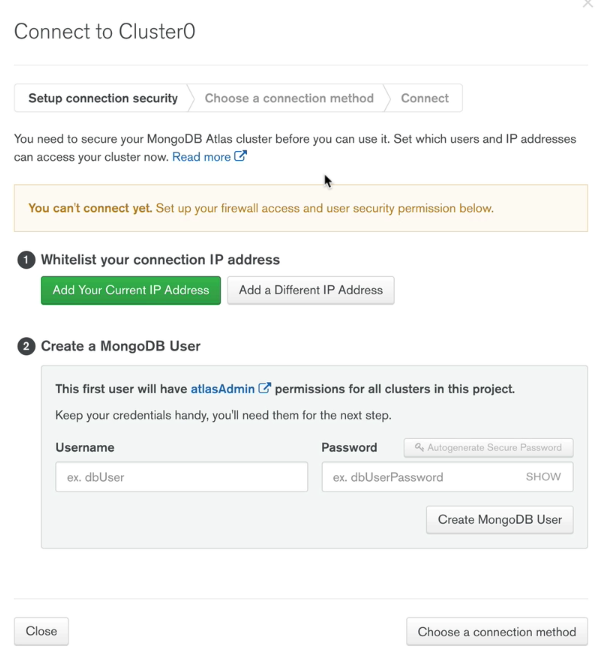 Connect to Cluster0
Setup connection security
Choose a connection method
Connect
You need to secure your MongoDB Atlas cluster before you can use it. Set which users and IP addresses
can access your cluster now. Read more
You can't connect yet. Set up your firewall access and user security permission below.
1 Whitelist your connection IP address
Add Your Current IP Address
Add a Different IP Address
2 Create a MongoDB User
This first user will have atlasAdmin permissions for all clusters in this project.
Keep your credentials handy, you'll need them for the next step.
Username
Password
Autogenerate Secure Password
ex. dbUser
ex. dbUserPassword
SHOW
Create MongoDB User
Close
Choose a connection method